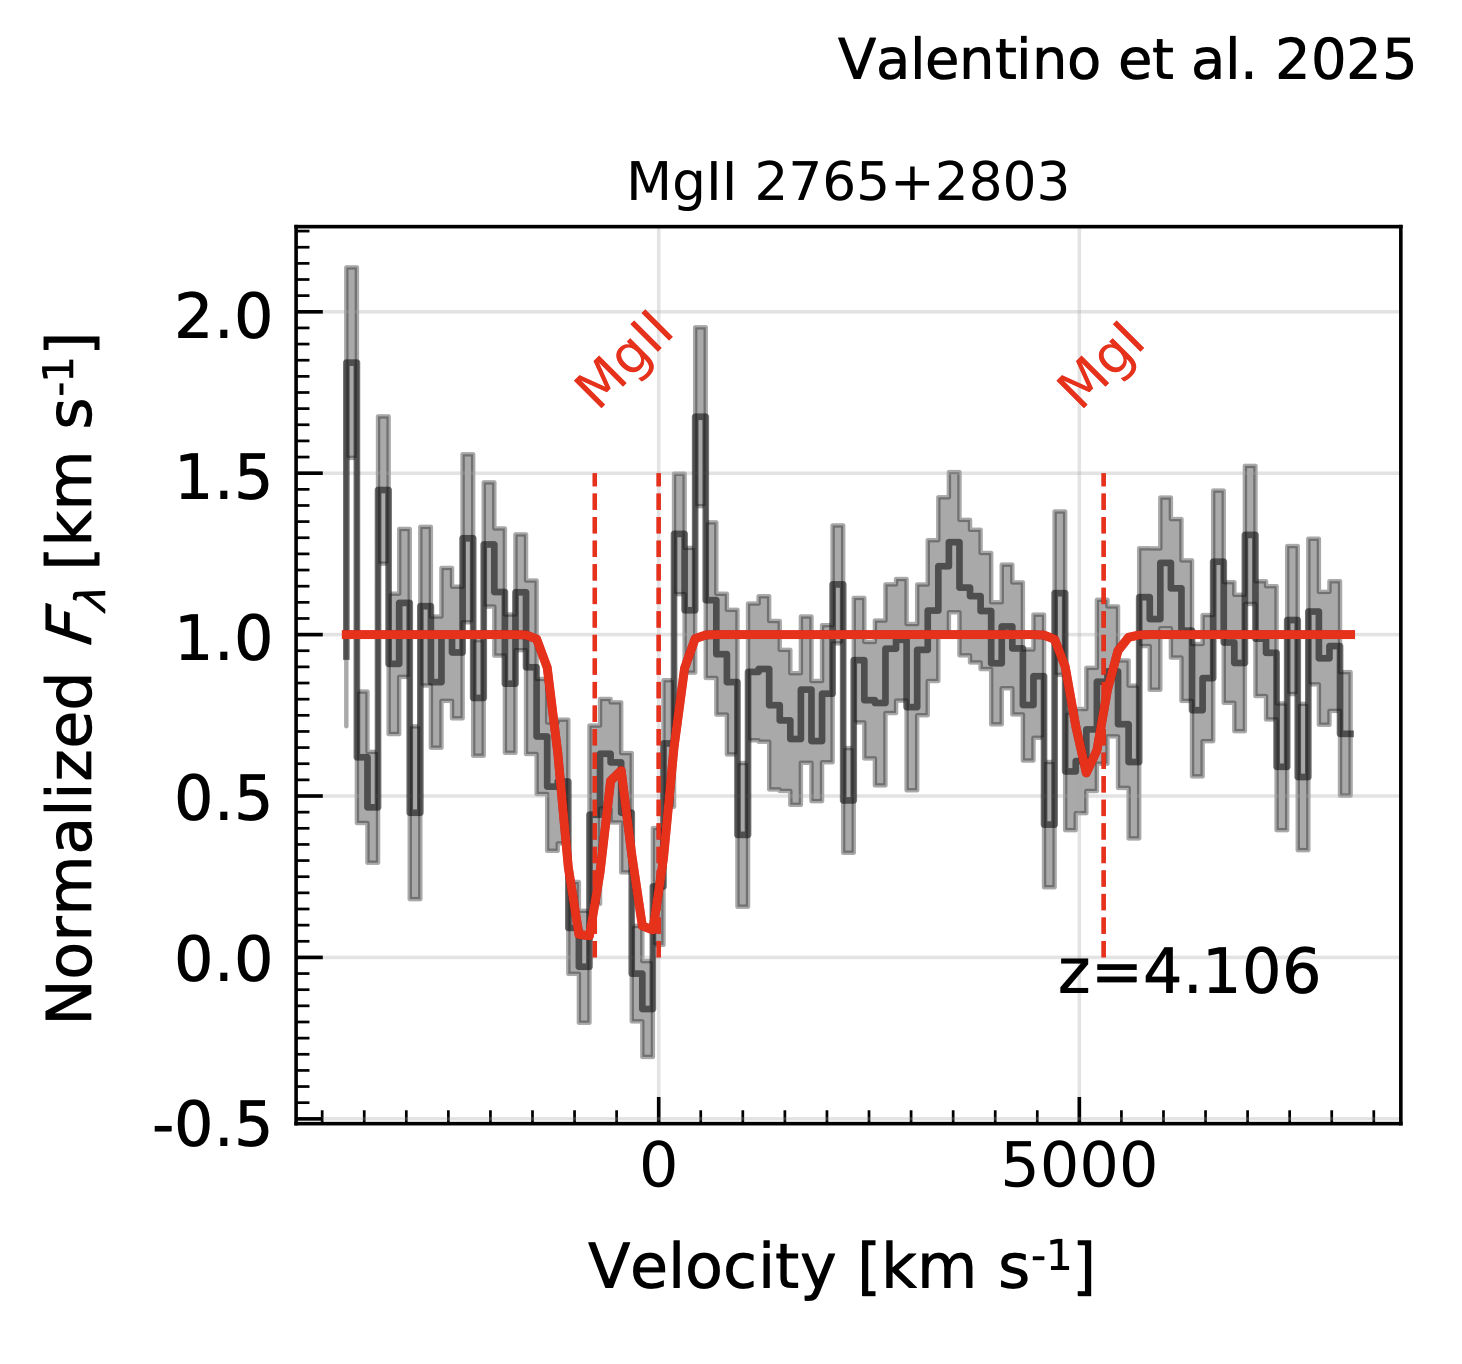 Valentino et al. 2025
MgII 2765+2803
MgII
MgI
2.0
1.5
1.0
0.5
0.0
-0.5
Normalized Fλ [km s-1]
z=4.106
0
5000
Velocity [km s-1]